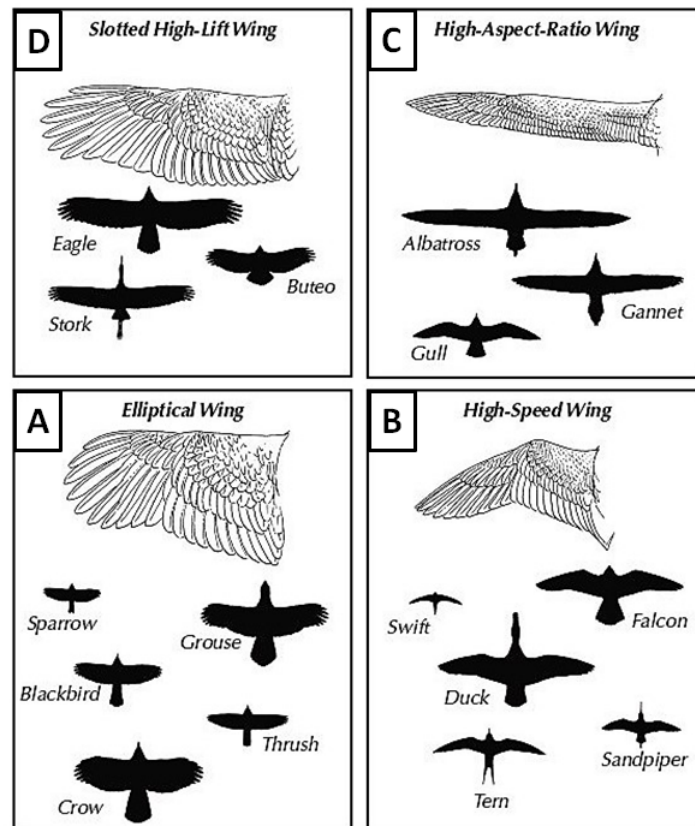 D
Slotted High-Lift Wing
Eagle
Buteo
Stork
C
High-Aspect-Ratio Wing
Albatross
Gannet
Gull
A
Elliptical Wing
Sparrow
Grouse
Blackbird
Thrush
Crow
B
High-Speed Wing
Swift
Falcon
Duck
Sandpiper
Tern